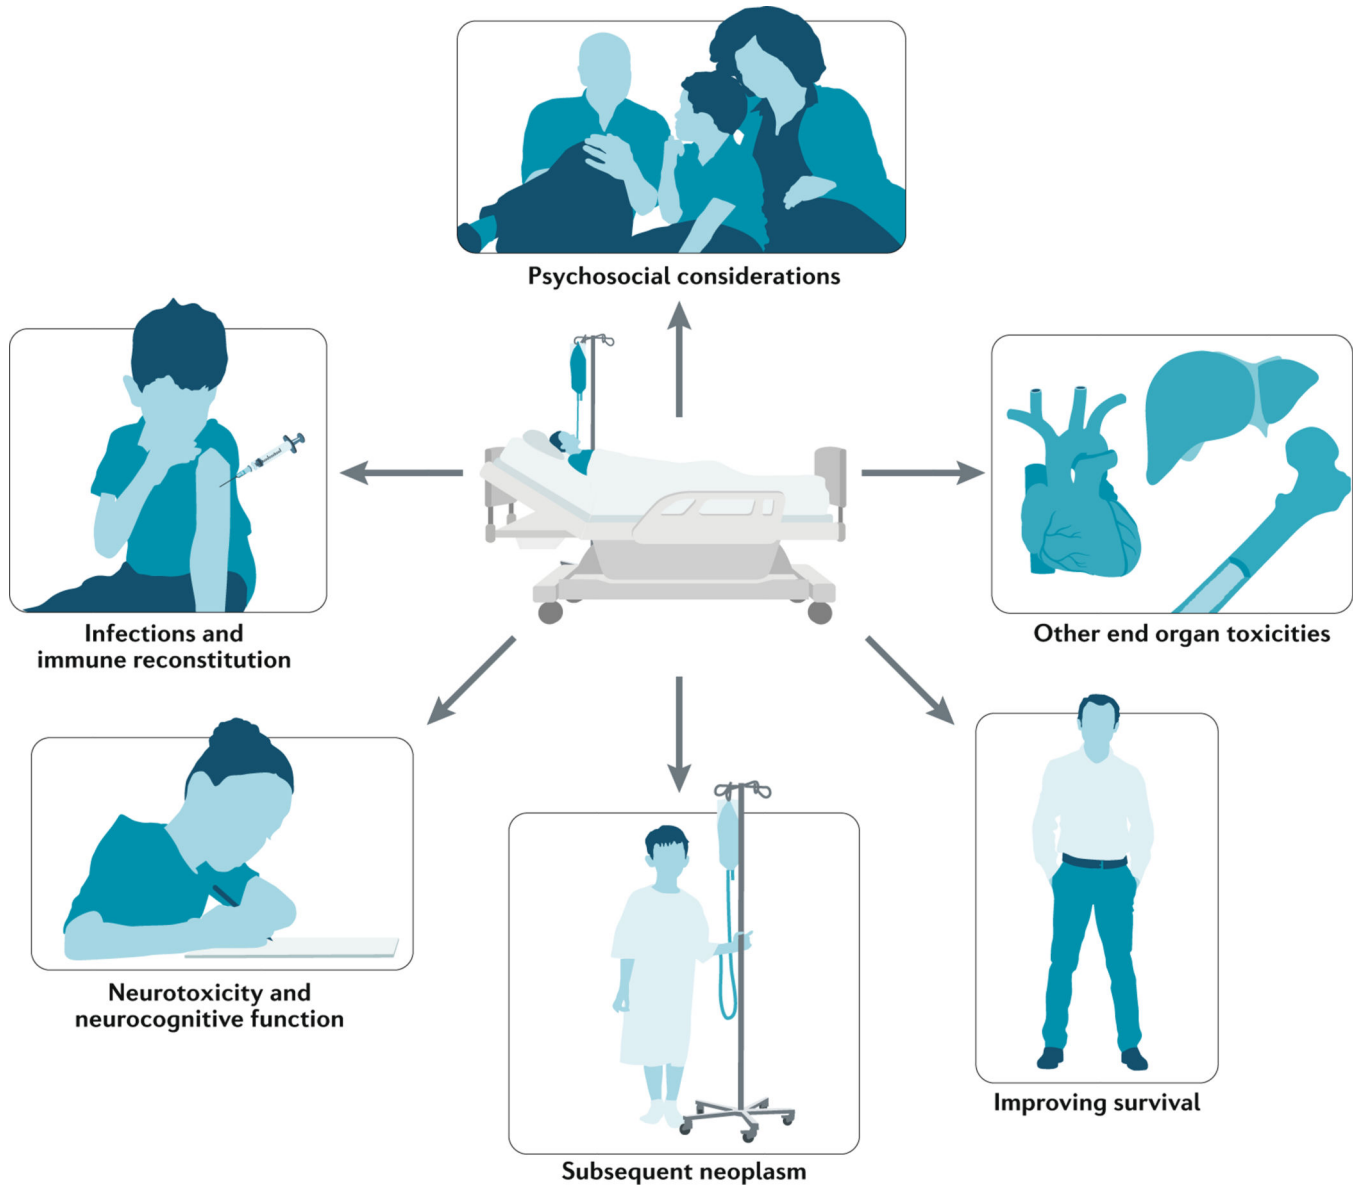 Psychosocial considerations
Infections and
immune reconstitution
Other end organ toxicities
Neurotoxicity and
neurocognitive function
Improving survival
Subsequent neoplasm